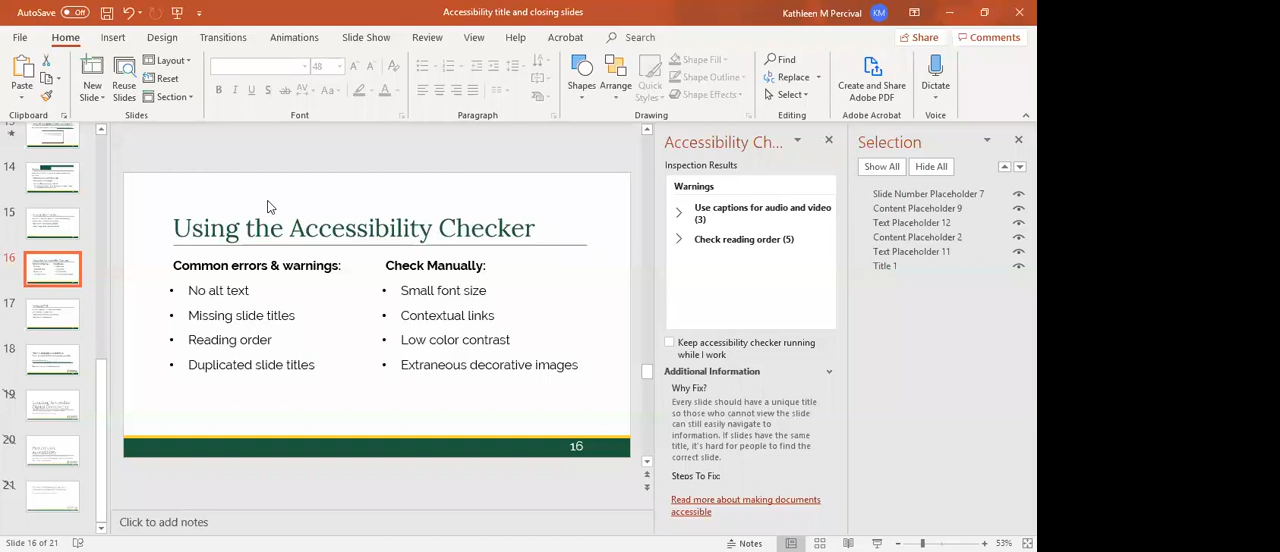 AutoSave Off
Accessibility title and closing slides
Kathleen M Percival KM
File Home Insert Design Transitions Animations Slide Show Review View Help Acrobat Search
Share Comments
Paste
New Slide
Reuse Slides
Layout
Reset
Section
48
Shapes
Arrange
Quick Styles
Shape Fill
Shape Outline
Shape Effects
Find
Replace
Select
Create and Share Adobe PDF
Dictate
Clipboard Slides Font Paragraph Drawing Editing Adobe Acrobat Voice
14
15
16
17
18
19
20
21
Using the Accessibility Checker
Common errors & warnings:
• No alt text
• Missing slide titles
• Reading order
• Duplicated slide titles
Check Manually:
• Small font size
• Contextual links
• Low color contrast
• Extraneous decorative images
16
Click to add notes
Accessibility Ch...
Inspection Results
Warnings
Use captions for audio and video
(3)
Check reading order (5)
Keep accessibility checker running
while I work
Additional Information
Why Fix?
Every slide should have a unique title
so those who cannot view the slide
can still easily navigate to
information. If slides have the same
title, it's hard for people to find the
correct slide.
Steps To Fix:
Read more about making documents
accessible
Selection
Show All Hide All
Slide Number Placeholder 7
Content Placeholder 9
Text Placeholder 12
Content Placeholder 2
Text Placeholder 11
Title 1
Slide 16 of 21
Notes
53%